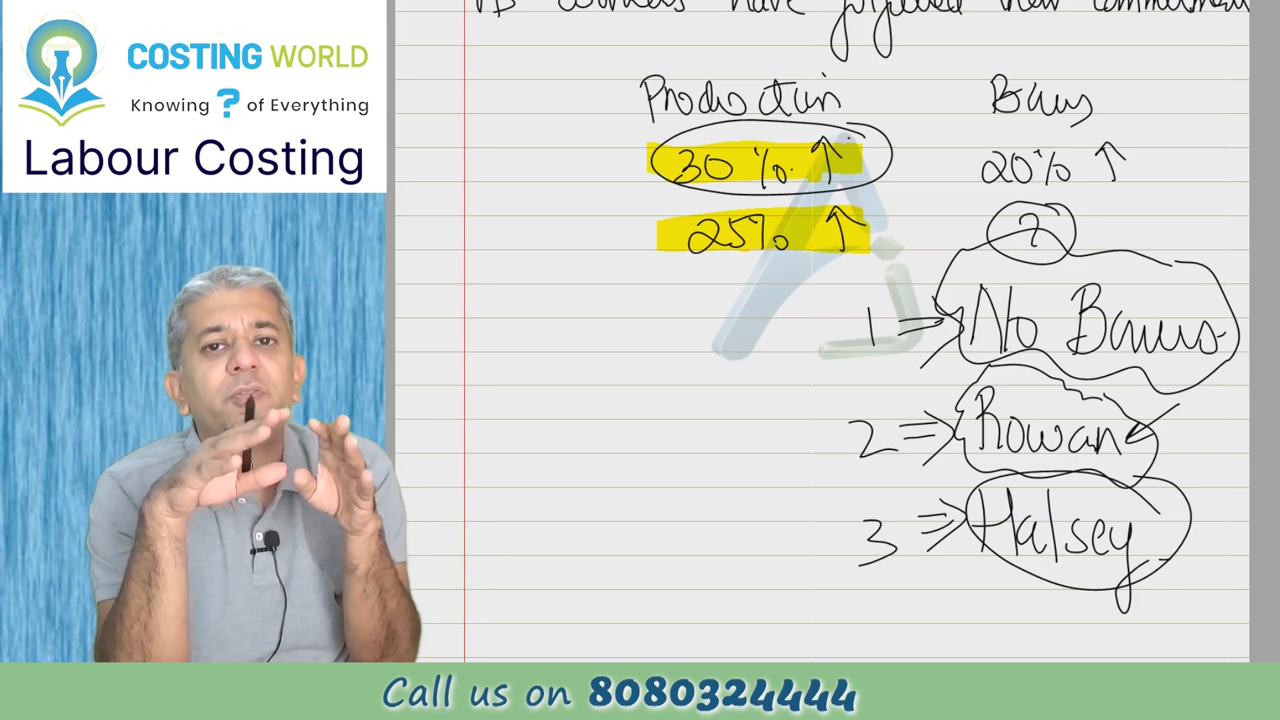 COSTING WORLD
Knowing ? of Everything
Labour Costing
have
Production Bonus
30% ↑ 20% ↑
25% ↑ ?
1 ⇒ No Bonus
2 ⇒ Rowan
3 ⇒ Halsey
Call us on 8080324444